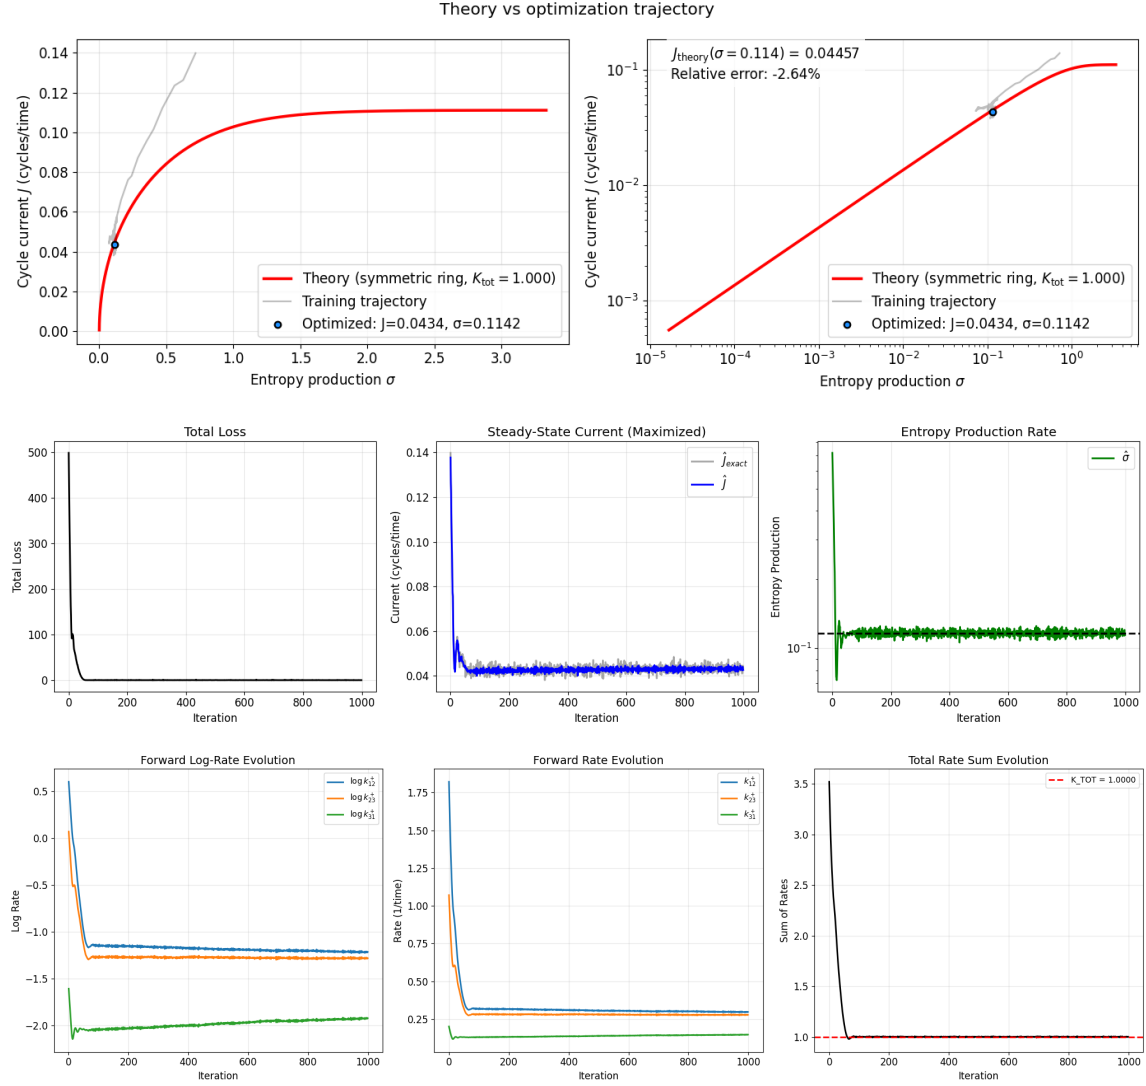 Theory vs optimization trajectory
Cycle current J (cycles/time)
0.14
0.12
0.10
0.08
0.06
0.04
0.02
0.00
0.0 0.5 1.0 1.5 2.0 2.5 3.0
Entropy production σ
Theory (symmetric ring, K_tot = 1.000)
Training trajectory
Optimized: J=0.0434, σ=0.1142
Cycle current J (cycles/time)
J_theory(σ = 0.114) = 0.04457
Relative error: -2.64%
10⁻¹
10⁻²
10⁻³
10⁻⁵ 10⁻⁴ 10⁻³ 10⁻² 10⁻¹ 10⁰
Entropy production σ
Theory (symmetric ring, K_tot = 1.000)
Training trajectory
Optimized: J=0.0434, σ=0.1142
Total Loss
Total Loss
500
400
300
200
100
0
0 200 400 600 800 1000
Iteration
Steady-State Current (Maximized)
Current (cycles/time)
0.14
0.12
0.10
0.08
0.06
0.04
Ĵ_exact
Ĵ
0 200 400 600 800 1000
Iteration
Entropy Production Rate
Entropy Production
10⁻¹
σ̂
0 200 400 600 800 1000
Iteration
Forward Log-Rate Evolution
Log Rate
0.5
0.0
−0.5
−1.0
−1.5
−2.0
log k₁₂⁺
log k₂₃⁺
log k₃₁⁺
0 200 400 600 800 1000
Iteration
Forward Rate Evolution
Rate (1/time)
1.75
1.50
1.25
1.00
0.75
0.50
0.25
k₁₂⁺
k₂₃⁺
k₃₁⁺
0 200 400 600 800 1000
Iteration
Total Rate Sum Evolution
Sum of Rates
3.5
3.0
2.5
2.0
1.5
1.0
K_TOT = 1.0000
0 200 400 600 800 1000
Iteration